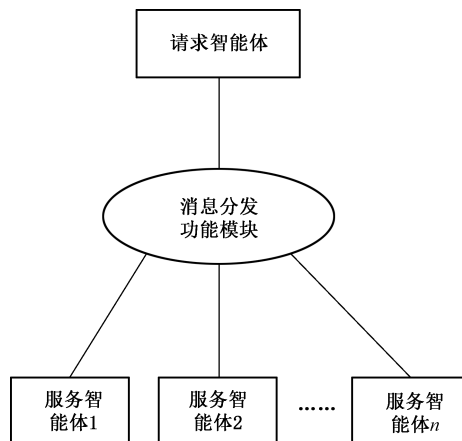 请求智能体
消息分发
功能模块
服务智
能体1
服务智
能体2
……
服务智
能体n